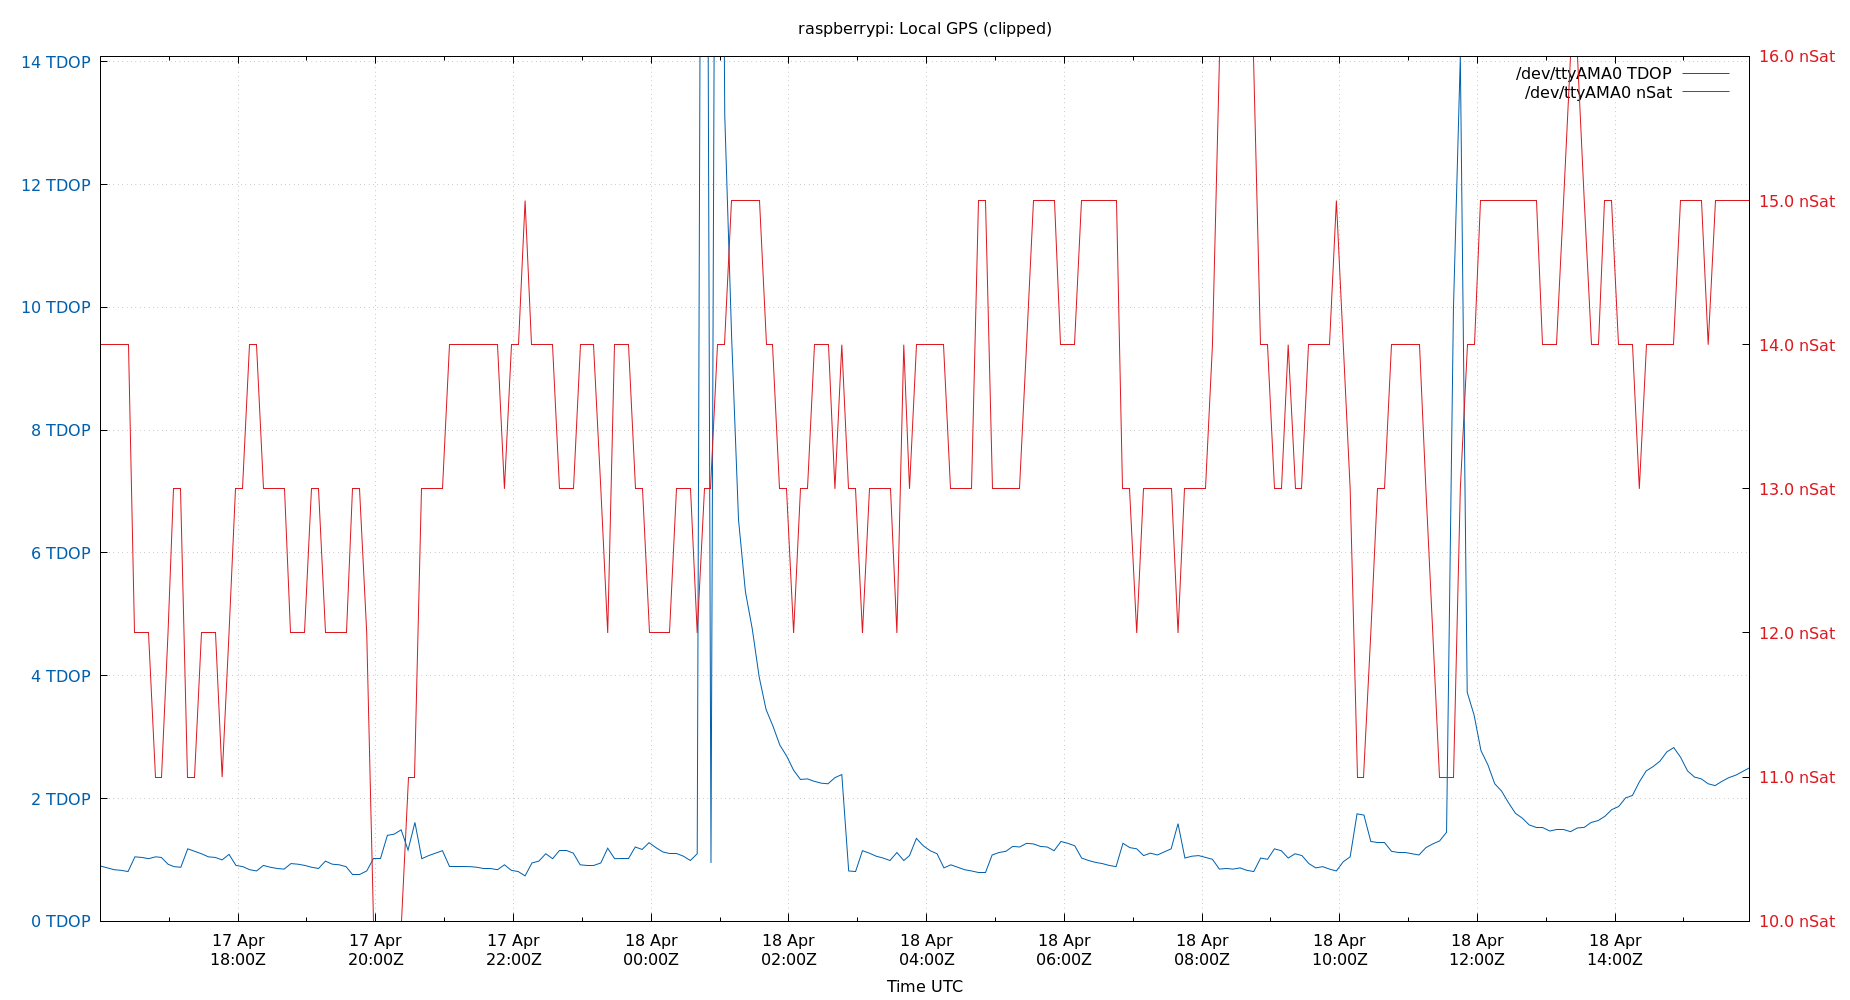 raspberrypi: Local GPS (clipped)
14 TDOP
12 TDOP
10 TDOP
8 TDOP
6 TDOP
4 TDOP
2 TDOP
0 TDOP
16.0 nSat
15.0 nSat
14.0 nSat
13.0 nSat
12.0 nSat
11.0 nSat
10.0 nSat
/dev/ttyAMA0 TDOP
/dev/ttyAMA0 nSat
17 Apr
18:00Z
17 Apr
20:00Z
17 Apr
22:00Z
18 Apr
00:00Z
18 Apr
02:00Z
18 Apr
04:00Z
18 Apr
06:00Z
18 Apr
08:00Z
18 Apr
10:00Z
18 Apr
12:00Z
18 Apr
14:00Z
Time UTC